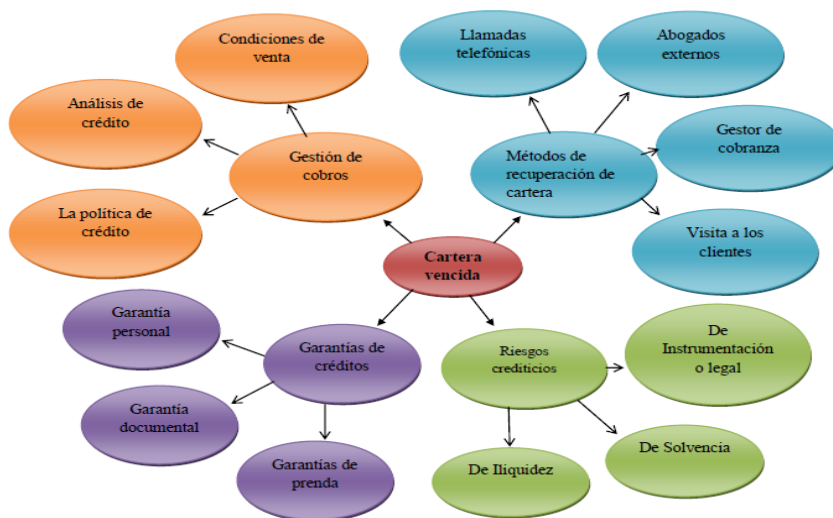 Condiciones de
venta
Análisis de
crédito
Gestión de
cobros
La política de
crédito
Llamadas
telefónicas
Abogados
externos
Gestor de
cobranza
Métodos de
recuperación de
cartera
Visita a los
clientes
Cartera
vencida
Garantía
personal
Garantías de
créditos
Garantía
documental
Garantías de
prenda
Riesgos
crediticios
De
Instrumentación
o legal
De Solvencia
De Iliquidez